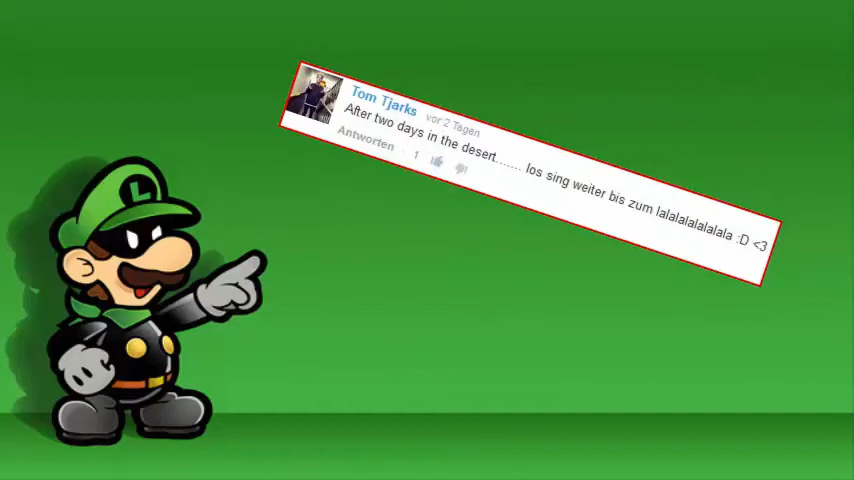 L
Tom Tjarks vor 2 Tagen
After two days in the desert....... los sing weiter bis zum lalalalalalalala :D <3
Antworten · 1